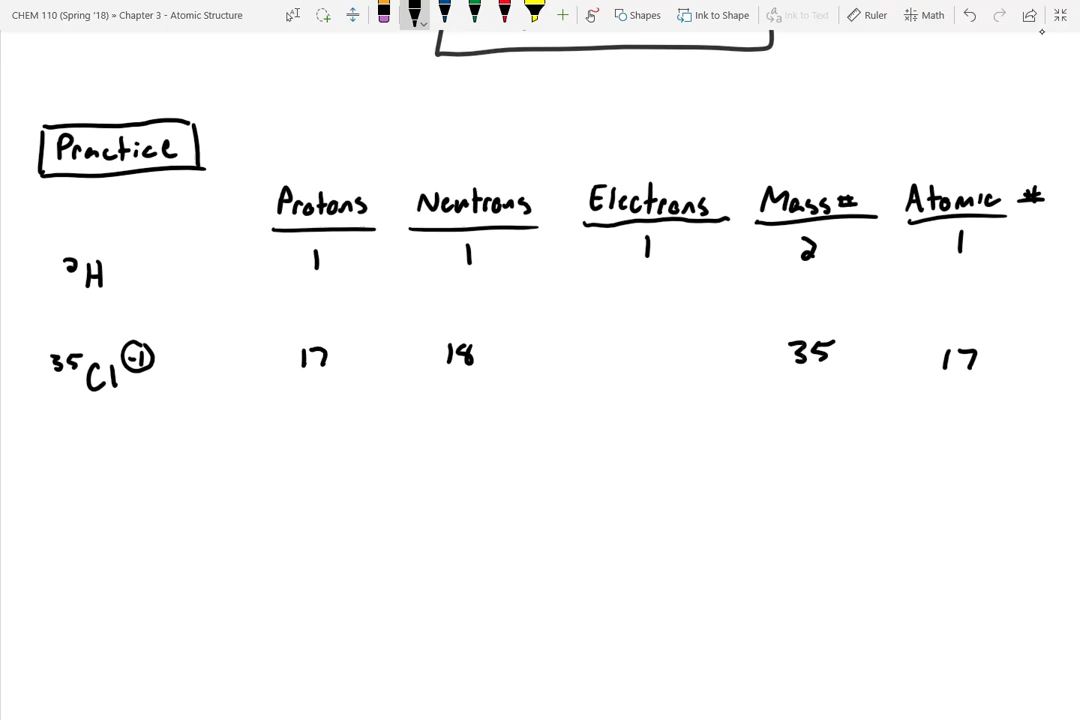 CHEM 110 (Spring '18) » Chapter 3 - Atomic Structure Shapes Ink to Shape Ink to Text Ruler Math
Practice
Protons Neutrons Electrons Mass # Atomic #
²H 1 1 1 2 1
³⁵Cl⁻¹ 17 18 35 17